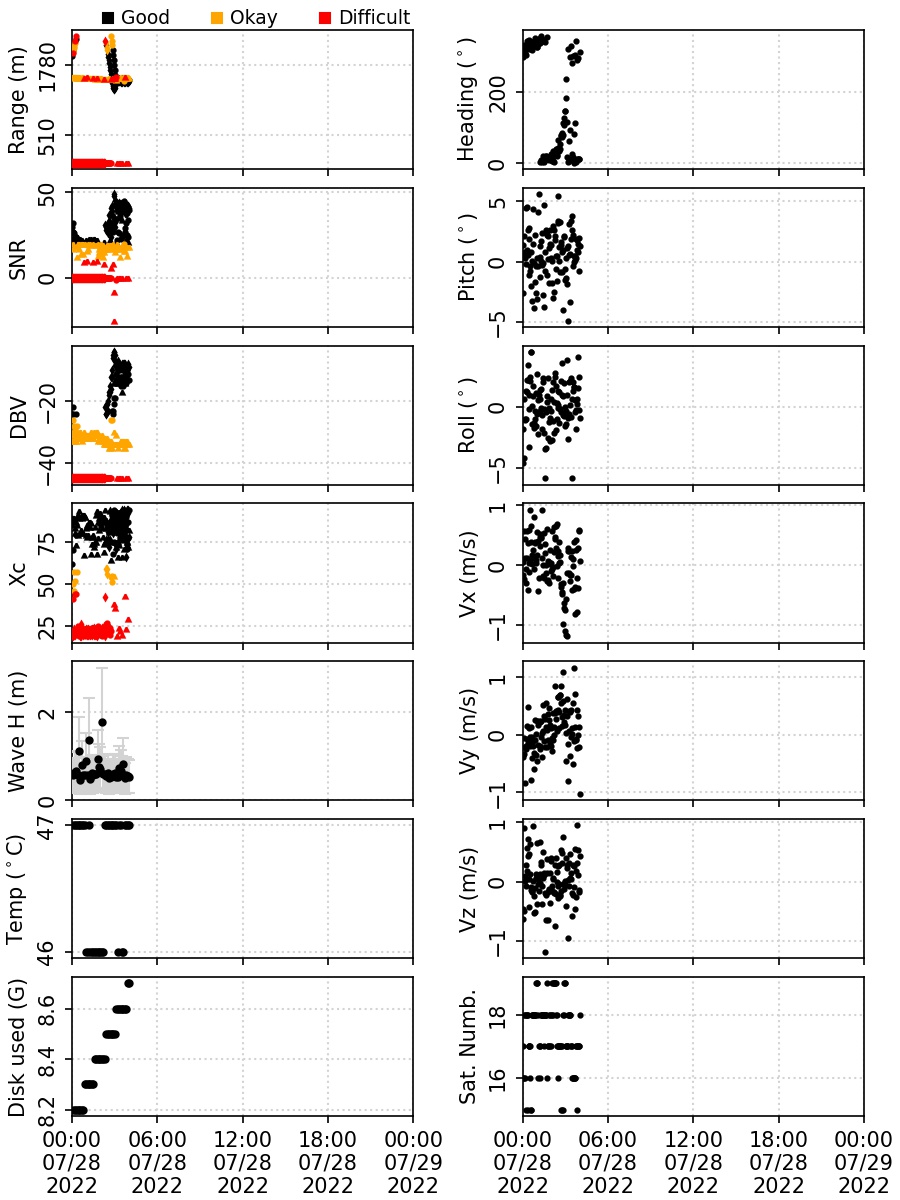 Good Okay Difficult
Range (m)
1780
510
Heading (°)
200
0
SNR
50
0
Pitch (°)
5
0
−5
DBV
−20
−40
Roll (°)
0
−5
Xc
75
50
25
Vx (m/s)
1
0
−1
Wave H (m)
2
0
Vy (m/s)
1
0
−1
Temp (°C)
47
46
Vz (m/s)
1
0
−1
Disk used (G)
8.6
8.4
8.2
Sat. Numb.
18
16
00:00 06:00 12:00 18:00 00:00
07/28 07/28 07/28 07/28 07/29
2022 2022 2022 2022 2022
00:00 06:00 12:00 18:00 00:00
07/28 07/28 07/28 07/28 07/29
2022 2022 2022 2022 2022